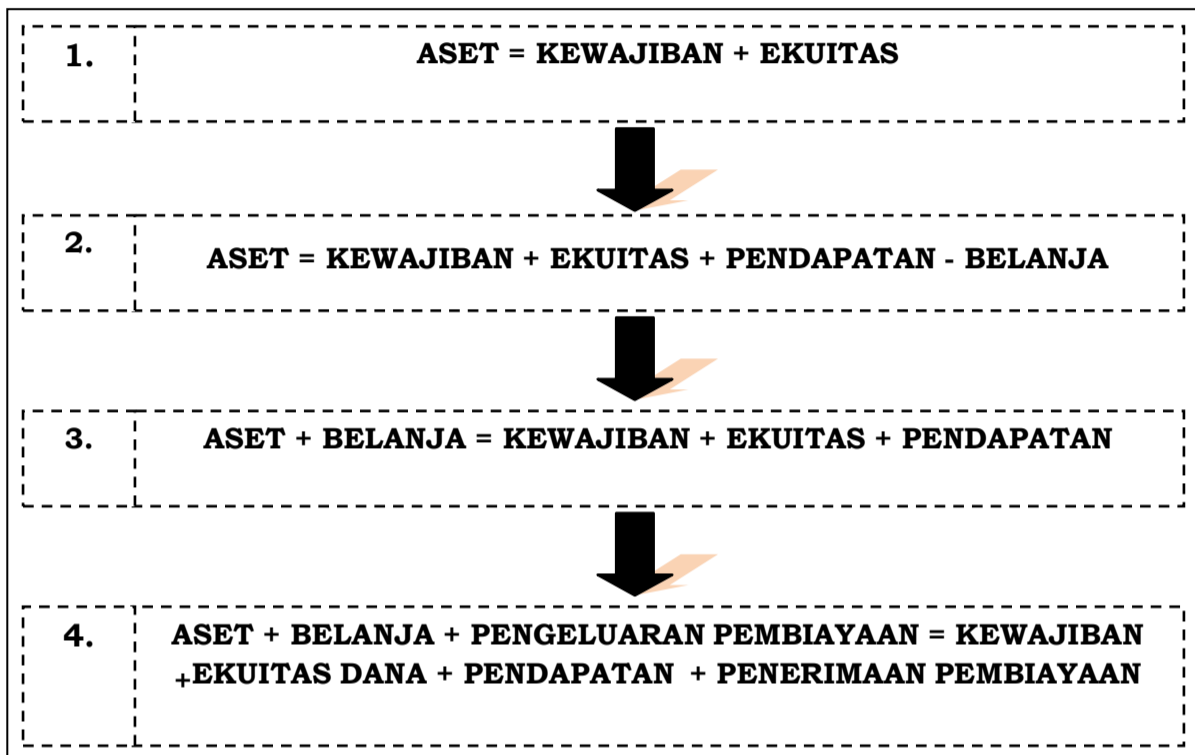 1. ASET = KEWAJIBAN + EKUITAS
2. ASET = KEWAJIBAN + EKUITAS + PENDAPATAN - BELANJA
3. ASET + BELANJA = KEWAJIBAN + EKUITAS + PENDAPATAN
4. ASET + BELANJA + PENGELUARAN PEMBIAYAAN = KEWAJIBAN
+EKUITAS DANA + PENDAPATAN + PENERIMAAN PEMBIAYAAN